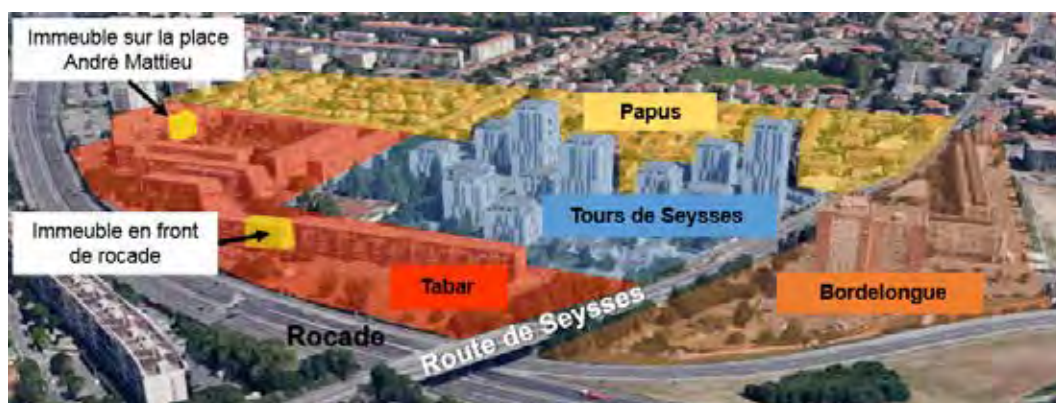 Immeuble sur la place
André Mattieu
Papus
Tours de Seysses
Immeuble en front
de rocade
Tabar
Bordelongue
Rocade
Route de Seysses